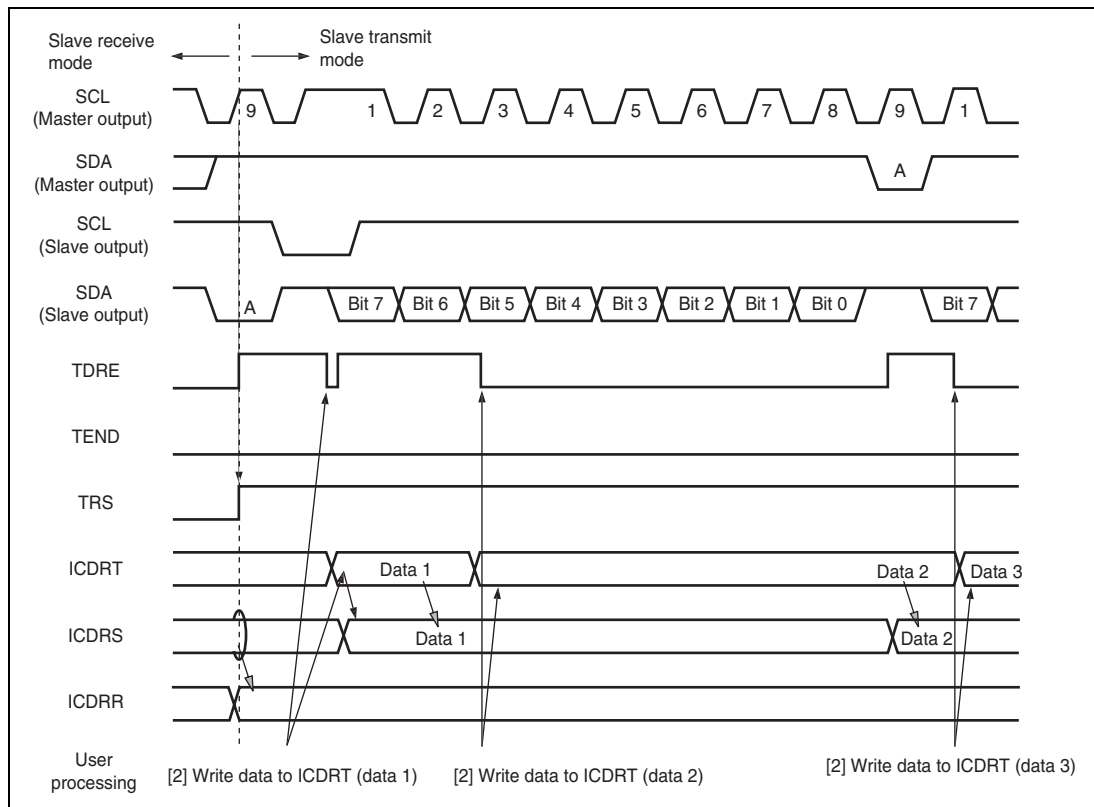 Slave receive
mode
Slave transmit
mode
SCL
(Master output)
9 1 2 3 4 5 6 7 8 9 1
SDA
(Master output)
A
SCL
(Slave output)
SDA
(Slave output)
A Bit 7 Bit 6 Bit 5 Bit 4 Bit 3 Bit 2 Bit 1 Bit 0 Bit 7
TDRE
TEND
TRS
ICDRT
Data 1 Data 2 Data 3
ICDRS
Data 1 Data 2
ICDRR
User
processing
[2] Write data to ICDRT (data 1) [2] Write data to ICDRT (data 2) [2] Write data to ICDRT (data 3)